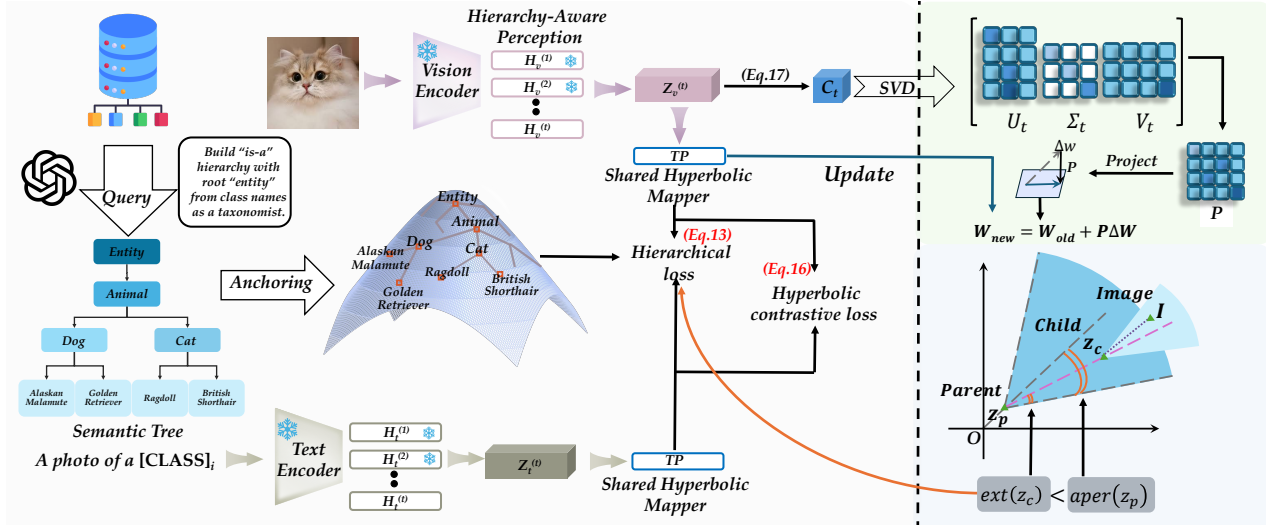 Hierarchy-Aware
Perception
Vision
Encoder
H_v^(1)
H_v^(2)
H_v^(t)
Z_v^(t)
(Eq.17)
C_t
SVD
U_t
Σ_t
V_t
Δw
P
Project
P
W_new = W_old + PΔW
Update
TP
Shared Hyperbolic
Mapper
Query
Build "is-a"
hierarchy with
root "entity"
from class names
as a taxonomist.
Entity
Animal
Dog
Cat
Alaskan
Malamute
Golden
Retriever
Ragdoll
British
Shorthair
Semantic Tree
Anchoring
Entity
Animal
Dog
Cat
Alaskan
Malamute
Ragdoll
British
Shorthair
Golden
Retriever
(Eq.13)
Hierarchical
loss
(Eq.16)
Hyperbolic
contrastive loss
A photo of a [CLASS]_i
Text
Encoder
H_t^(1)
H_t^(2)
H_t^(t)
Z_t^(t)
TP
Shared Hyperbolic
Mapper
Image
I
Child
z_c
Parent
z_p
O
ext(z_c) < aper(z_p)